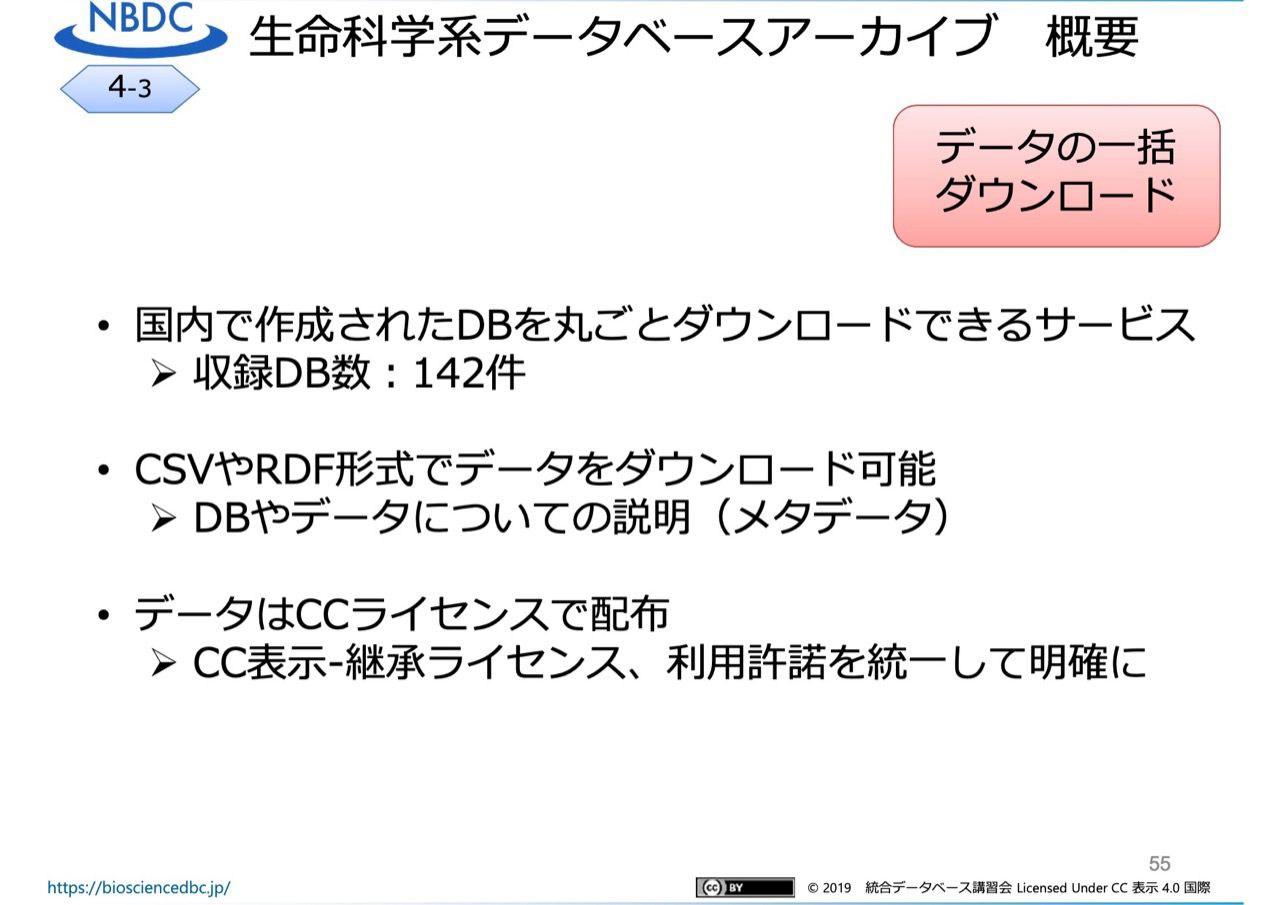 NBDC
生命科学系データベースアーカイブ　概要
4-3
データの一括
ダウンロード
• 国内で作成されたDBを丸ごとダウンロードできるサービス
➢ 収録DB数：142件
• CSVやRDF形式でデータをダウンロード可能
➢ DBやデータについての説明（メタデータ）
• データはCCライセンスで配布
➢ CC表示-継承ライセンス、利用許諾を統一して明確に
55
https://biosciencedbc.jp/
cc BY © 2019　統合データベース講習会 Licensed Under CC 表示 4.0 国際